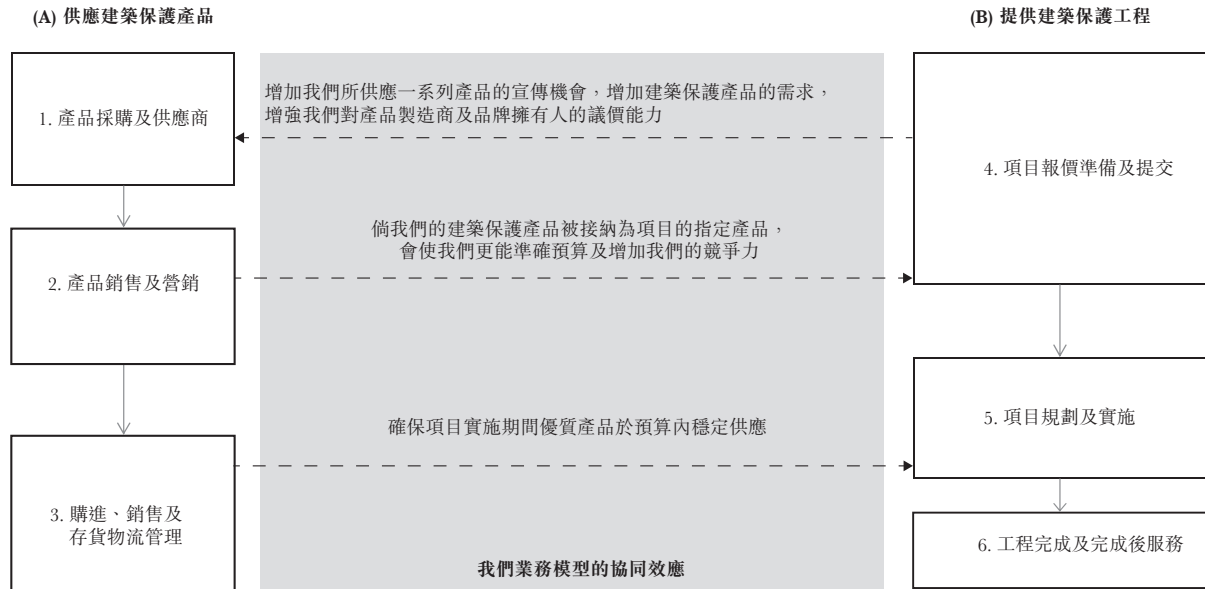 (A) 供應建築保護產品
(B) 提供建築保護工程
1. 產品採購及供應商
增加我們所供應一系列產品的宣傳機會，增加建築保護產品的需求，
增強我們對產品製造商及品牌擁有人的議價能力
4. 項目報價準備及提交
2. 產品銷售及營銷
倘我們的建築保護產品被接納為項目的指定產品，
會使我們更能準確預算及增加我們的競爭力
確保項目實施期間優質產品於預算內穩定供應
5. 項目規劃及實施
3. 購進、銷售及
存貨物流管理
6. 工程完成及完成後服務
我們業務模型的協同效應